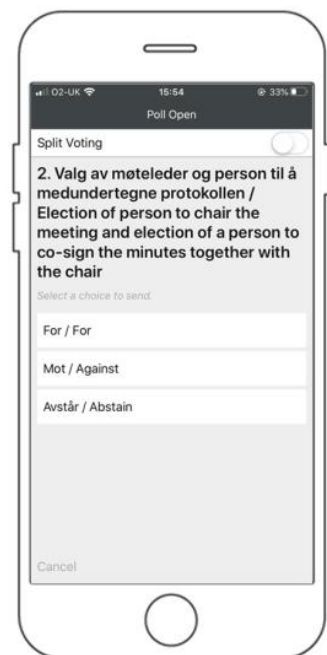 O2-UK 15:54 33%
Poll Open
Split Voting
2. Valg av møteleder og person til å
medundertegne protokollen /
Election of person to chair the
meeting and election of a person to
co-sign the minutes together with
the chair
Select a choice to send.
For / For
Mot / Against
Avstår / Abstain
Cancel